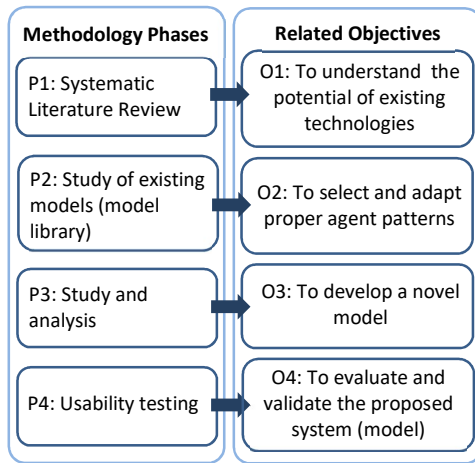 Methodology Phases
P1: Systematic
Literature Review
P2: Study of existing
models (model
library)
P3: Study and
analysis
P4: Usability testing
Related Objectives
O1: To understand the
potential of existing
technologies
O2: To select and adapt
proper agent patterns
O3: To develop a novel
model
O4: To evaluate and
validate the proposed
system (model)